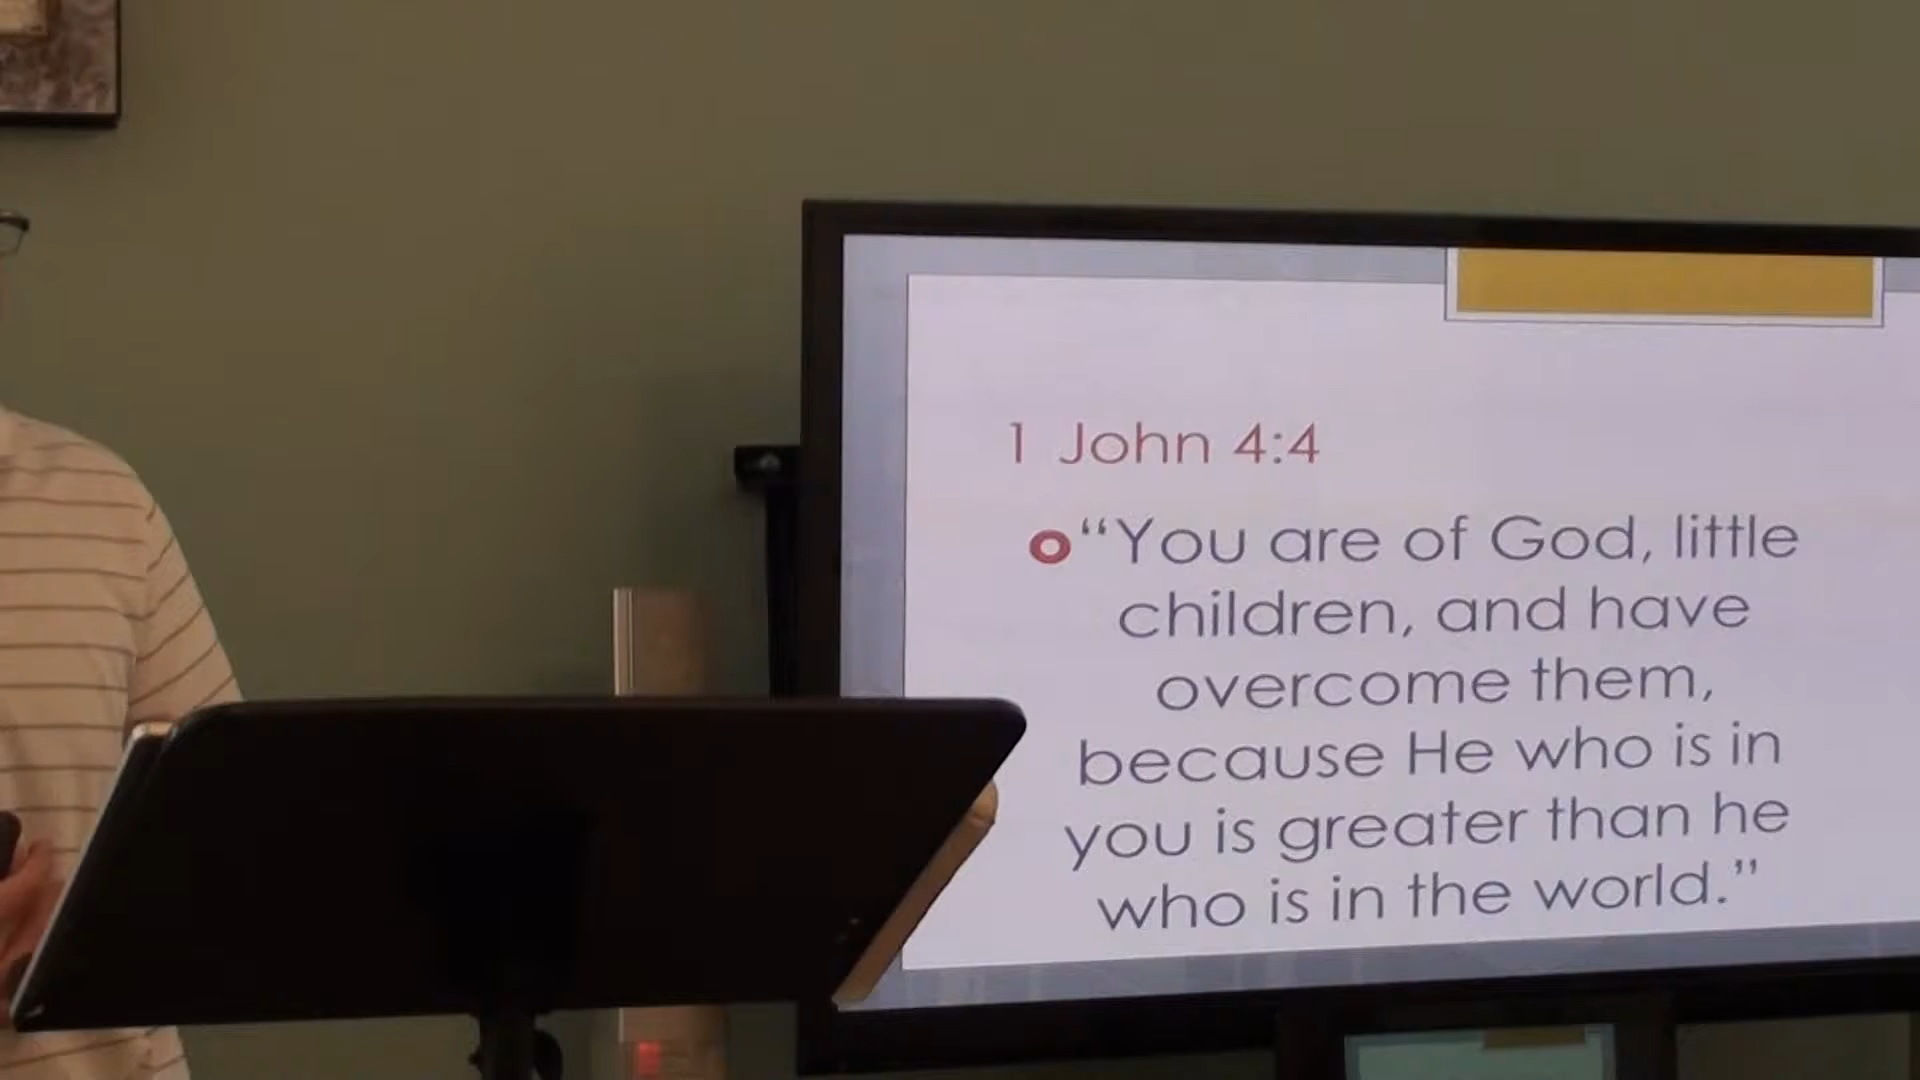 1 John 4:4
“You are of God, little
children, and have
overcome them,
because He who is in
you is greater than he
who is in the world.”